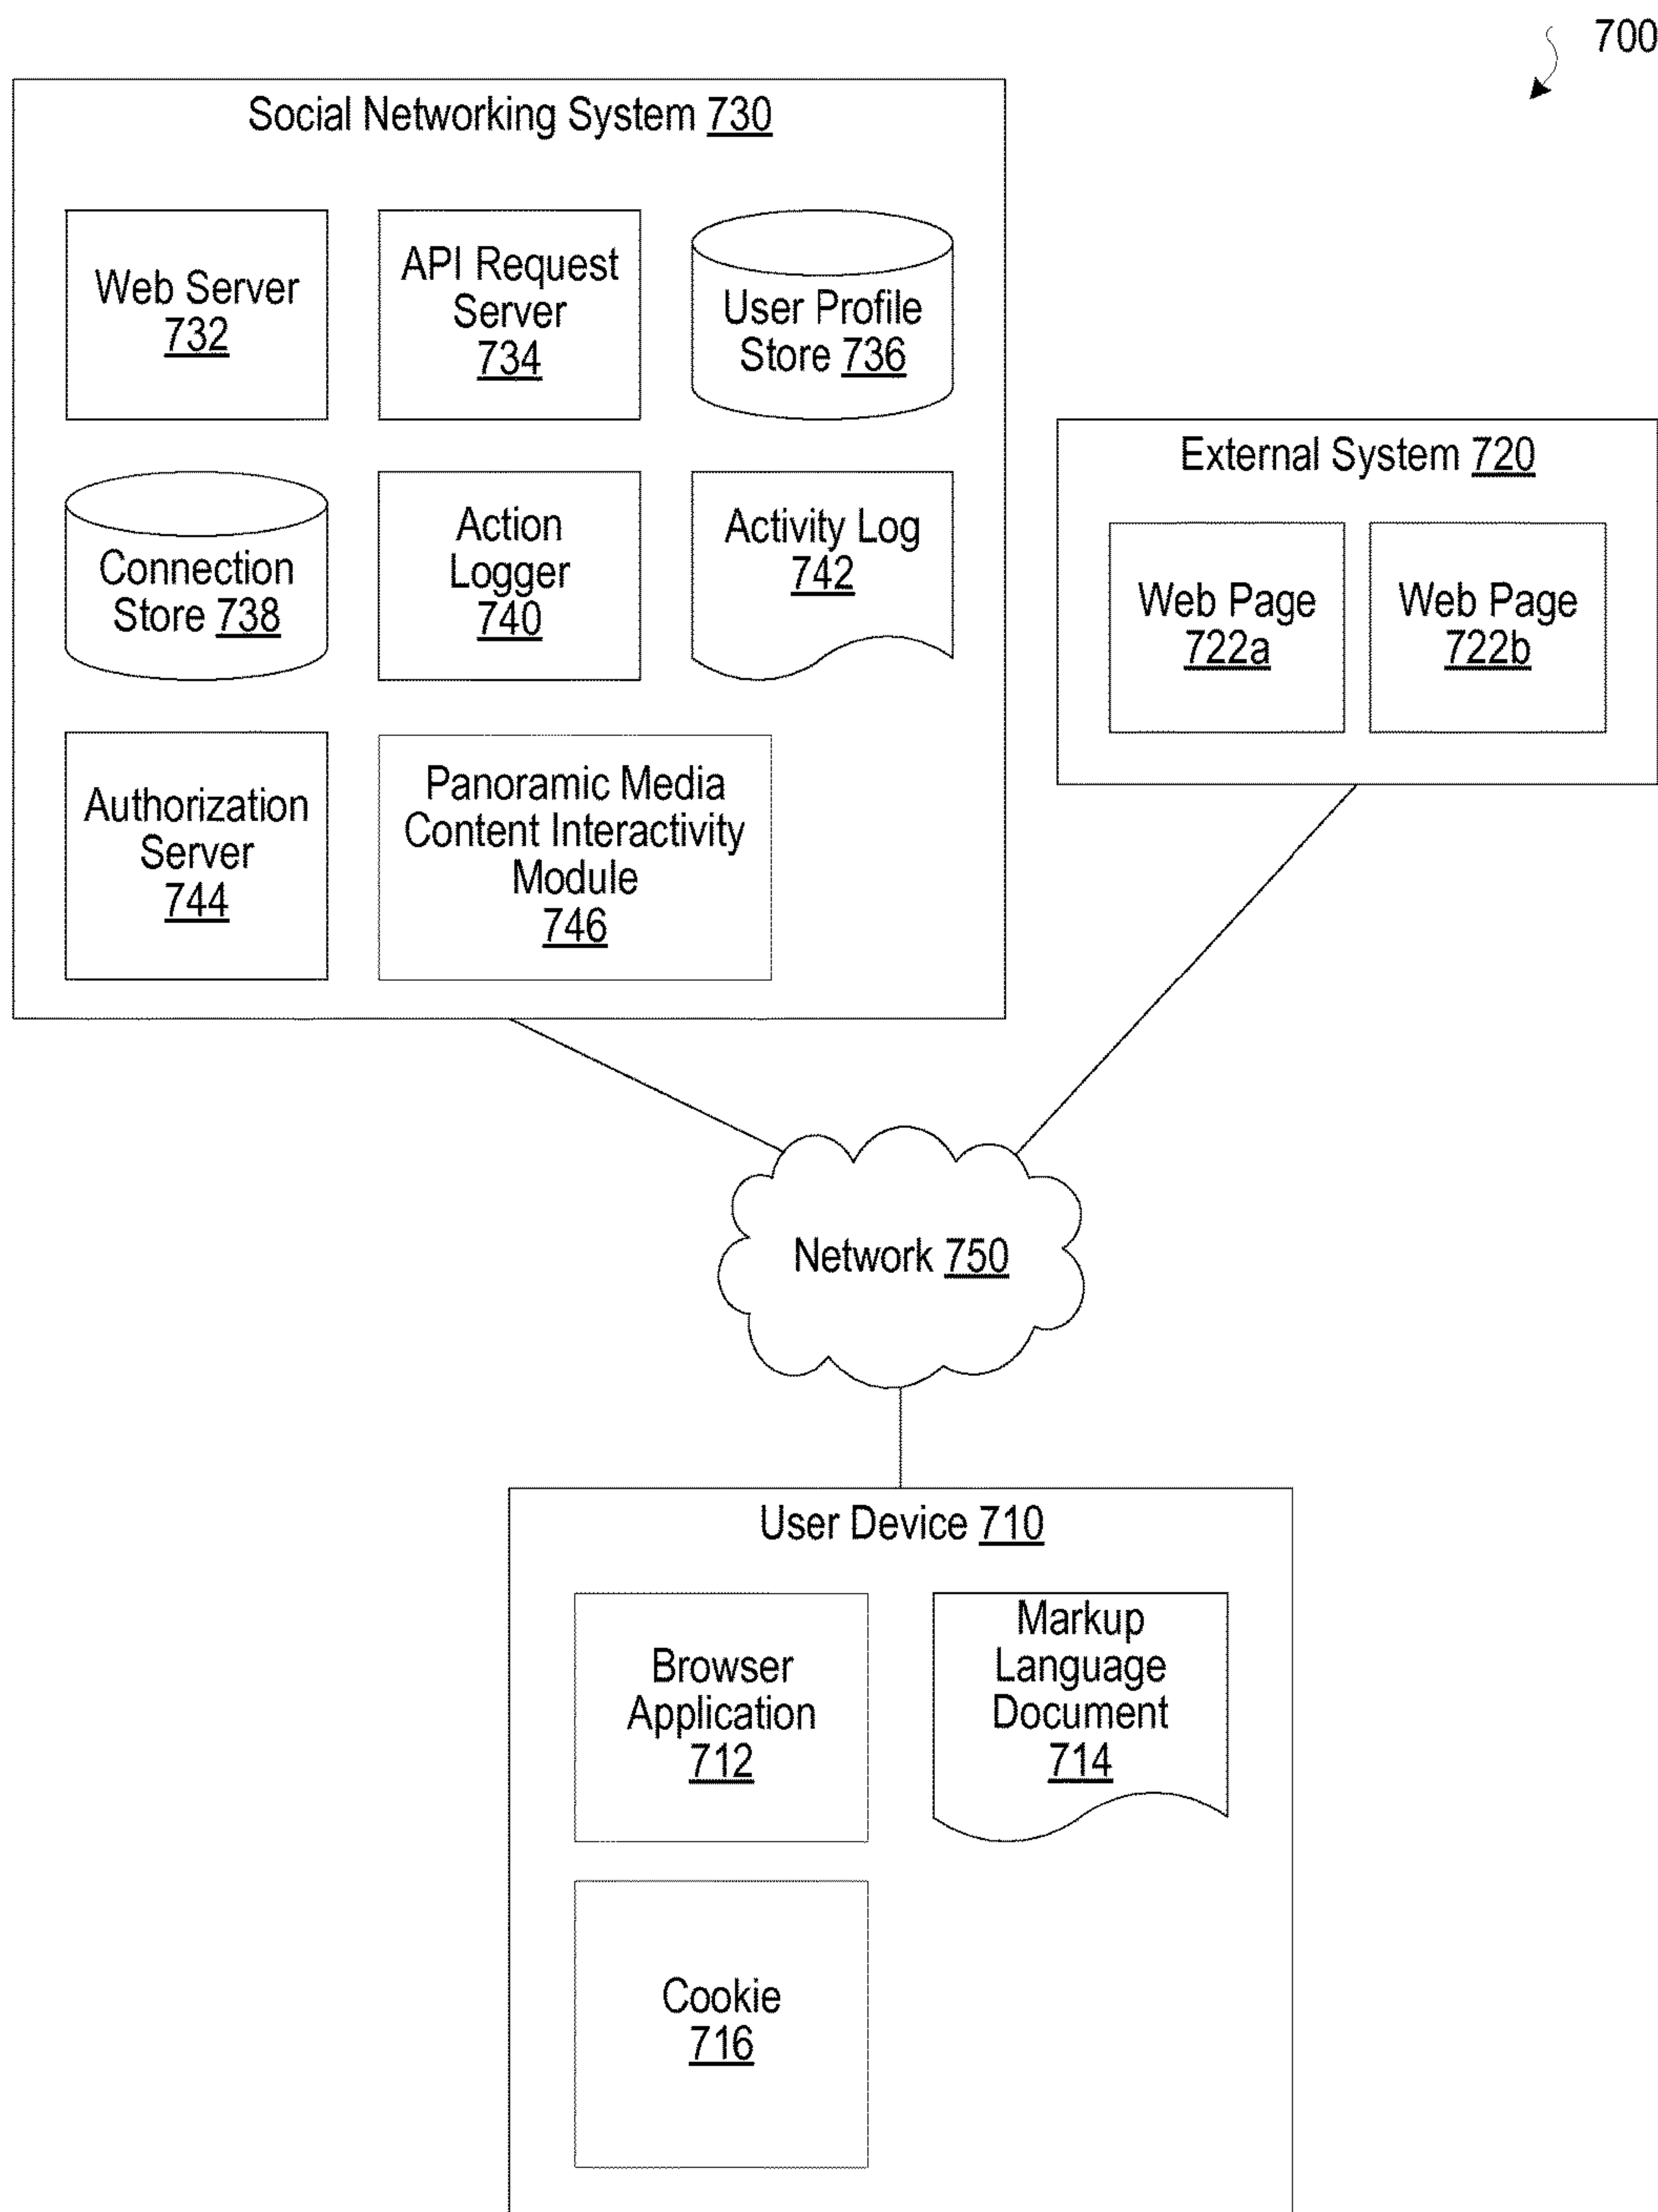 700
Social Networking System 730
Web Server
732
API Request
Server
734
User Profile
Store 736
Connection
Store 738
Action
Logger
740
Activity Log
742
Authorization
Server
744
Panoramic Media
Content Interactivity
Module
746
External System 720
Web Page
722a
Web Page
722b
Network 750
User Device 710
Browser
Application
712
Markup
Language
Document
714
Cookie
716